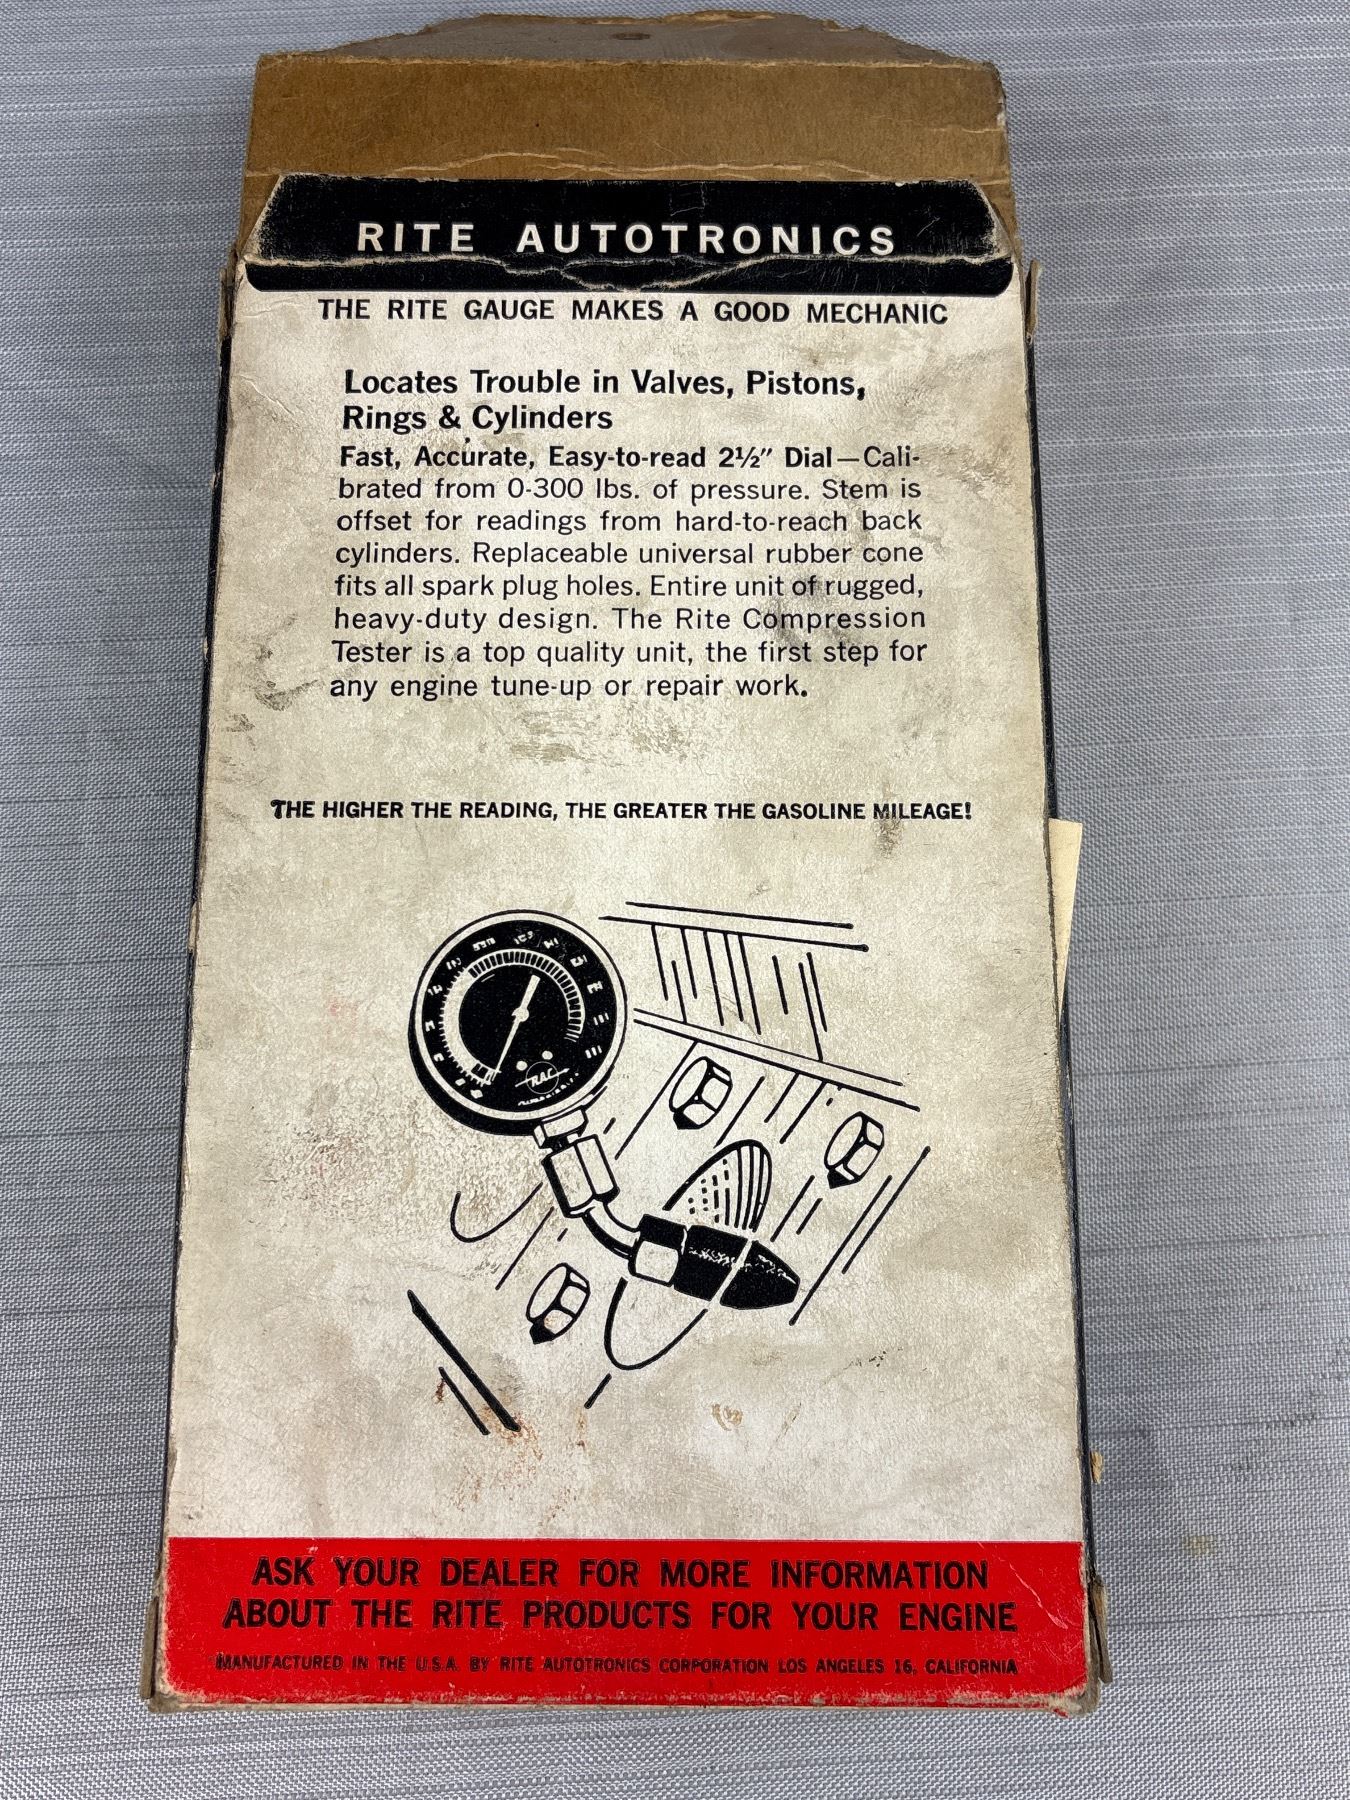 RITE AUTOTRONICS
THE RITE GAUGE MAKES A GOOD MECHANIC
Locates Trouble in Valves, Pistons,
Rings & Cylinders
Fast, Accurate, Easy-to-read 2½" Dial—Cali-
brated from 0-300 lbs. of pressure. Stem is
offset for readings from hard-to-reach back
cylinders. Replaceable universal rubber cone
fits all spark plug holes. Entire unit of rugged,
heavy-duty design. The Rite Compression
Tester is a top quality unit, the first step for
any engine tune-up or repair work.
THE HIGHER THE READING, THE GREATER THE GASOLINE MILEAGE!
R.A.C.
ASK YOUR DEALER FOR MORE INFORMATION
ABOUT THE RITE PRODUCTS FOR YOUR ENGINE
MANUFACTURED IN THE U.S.A. BY RITE AUTOTRONICS CORPORATION LOS ANGELES 16, CALIFORNIA